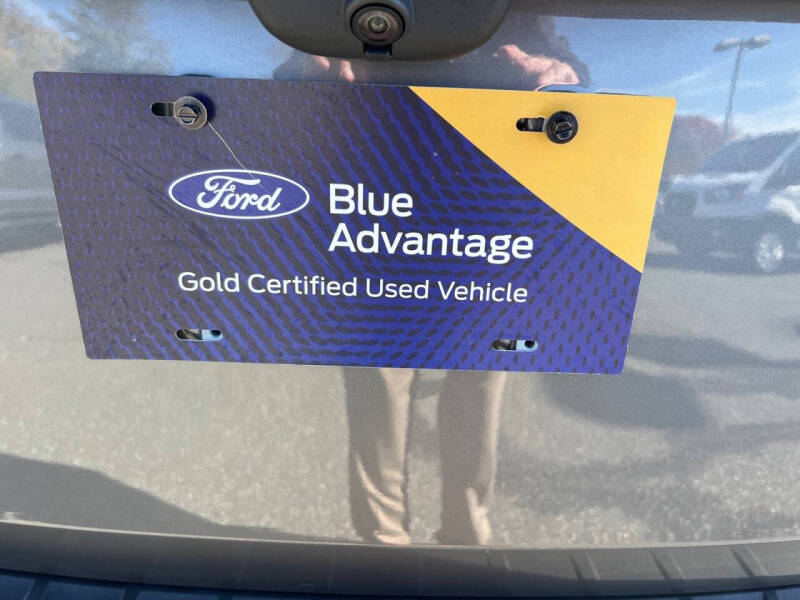 Ford
Blue
Advantage
Gold Certified Used Vehicle